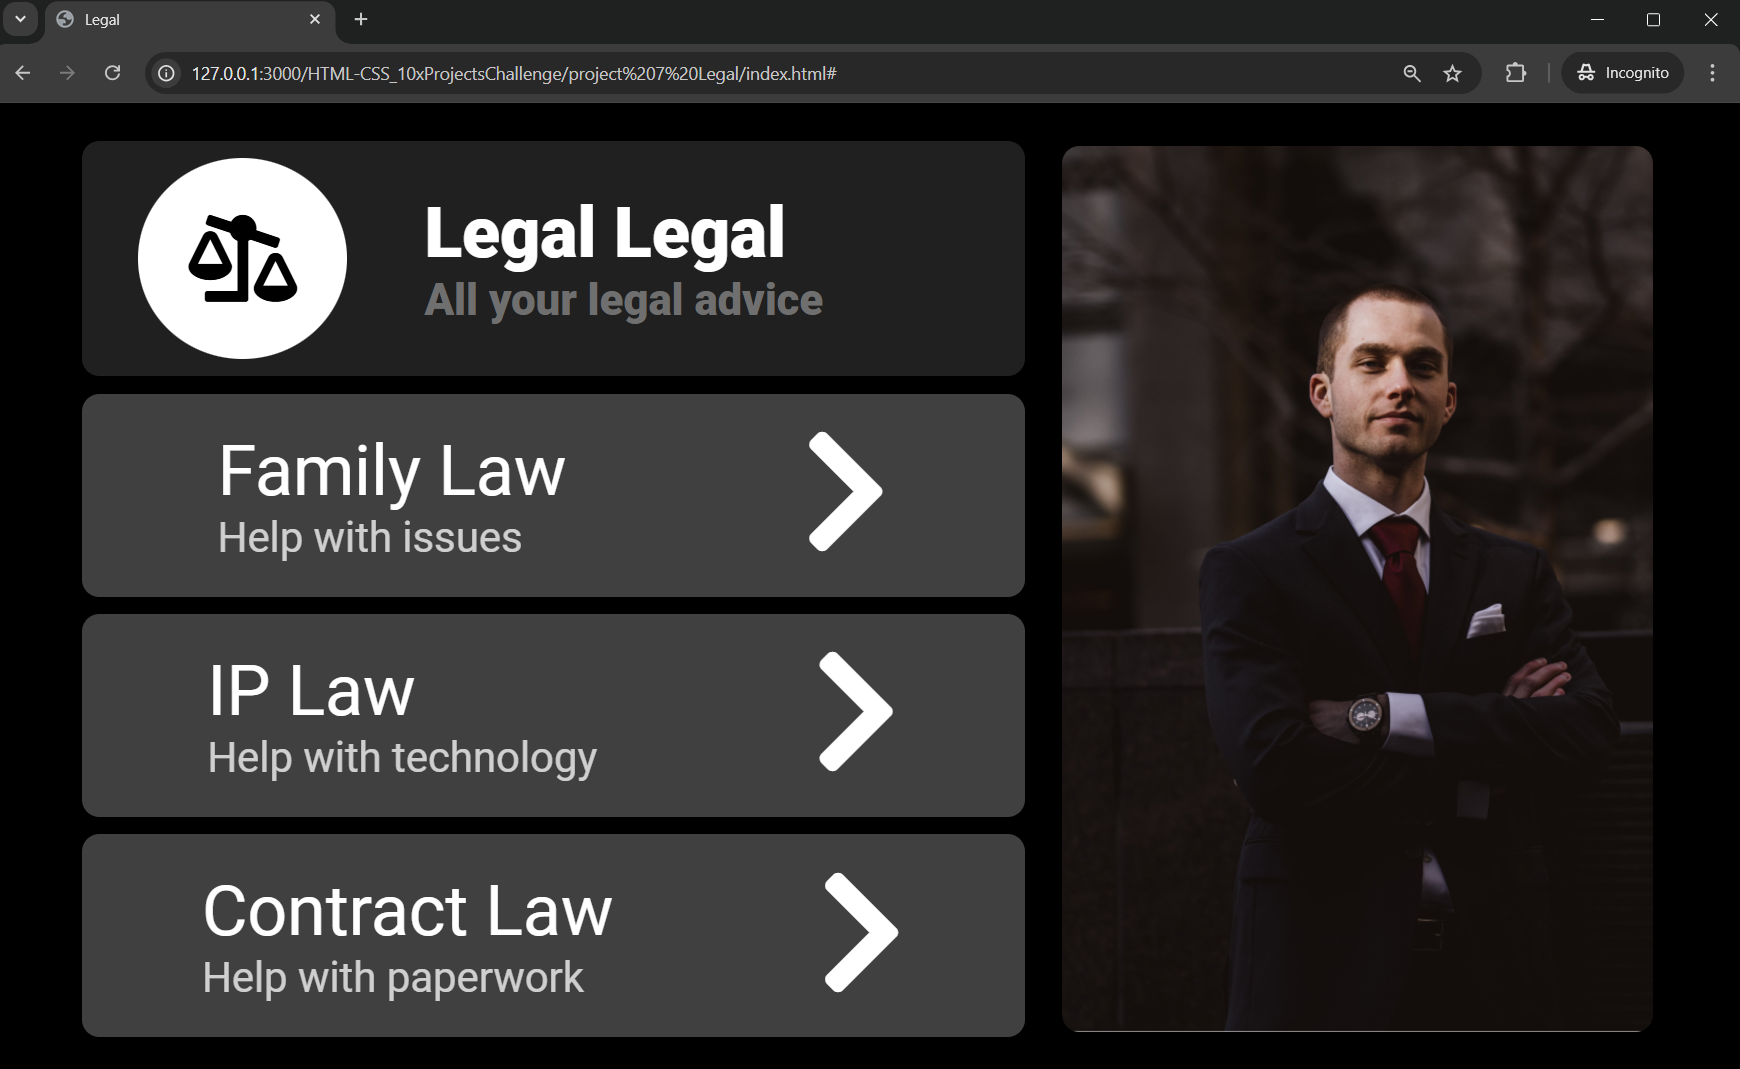 Legal
127.0.0.1:3000/HTML-CSS_10xProjectsChallenge/project%207%20Legal/index.html#
Incognito
Legal Legal
All your legal advice
Family Law
Help with issues
IP Law
Help with technology
Contract Law
Help with paperwork